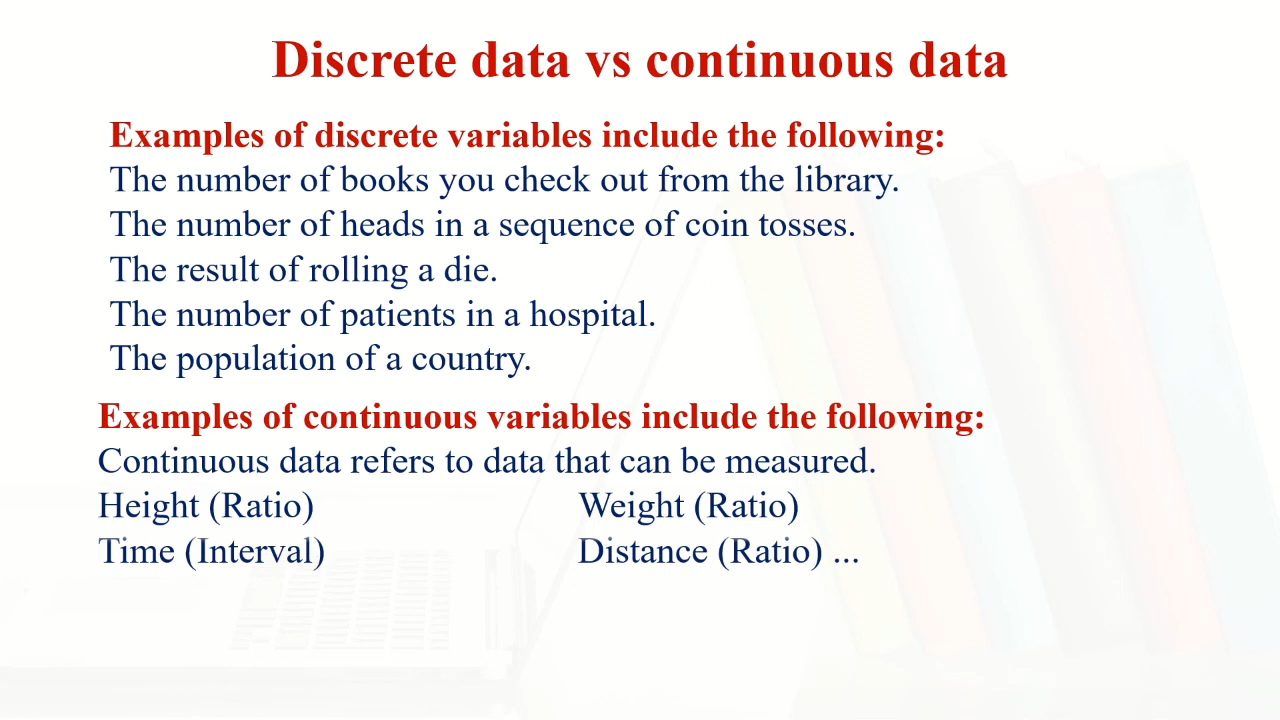 Discrete data vs continuous data
Examples of discrete variables include the following:
The number of books you check out from the library.
The number of heads in a sequence of coin tosses.
The result of rolling a die.
The number of patients in a hospital.
The population of a country.
Examples of continuous variables include the following:
Continuous data refers to data that can be measured.
Height (Ratio) Weight (Ratio)
Time (Interval) Distance (Ratio) ...